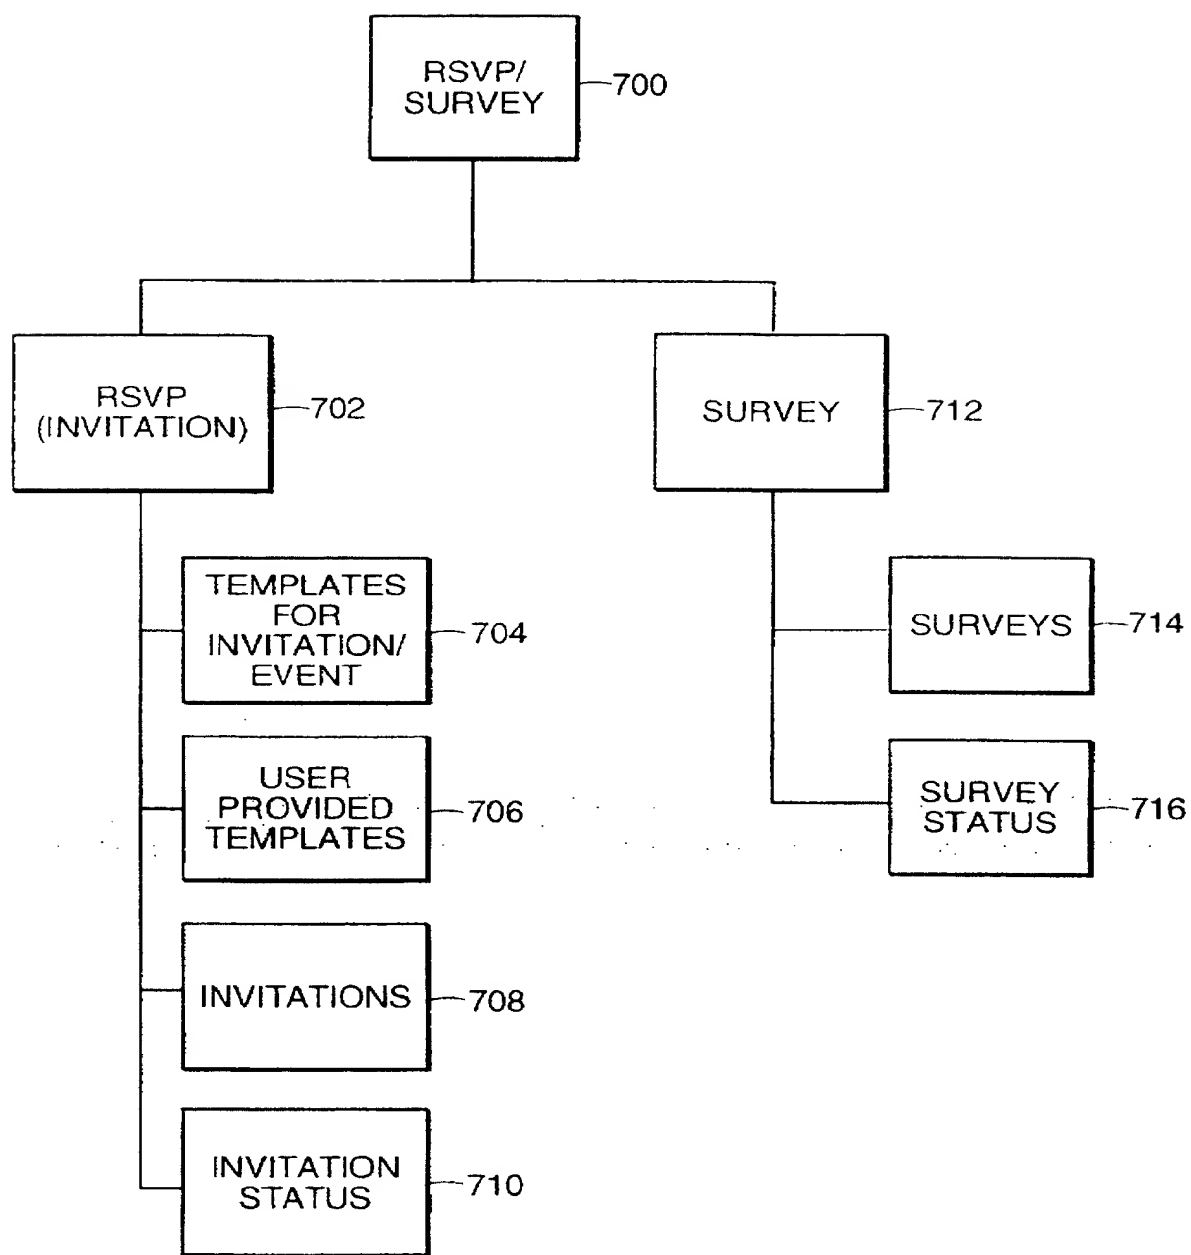 RSVP/
SURVEY
700
RSVP
(INVITATION)
702
SURVEY
712
TEMPLATES
FOR
INVITATION/
EVENT
704
USER
PROVIDED
TEMPLATES
706
INVITATIONS
708
INVITATION
STATUS
710
SURVEYS
714
SURVEY
STATUS
716